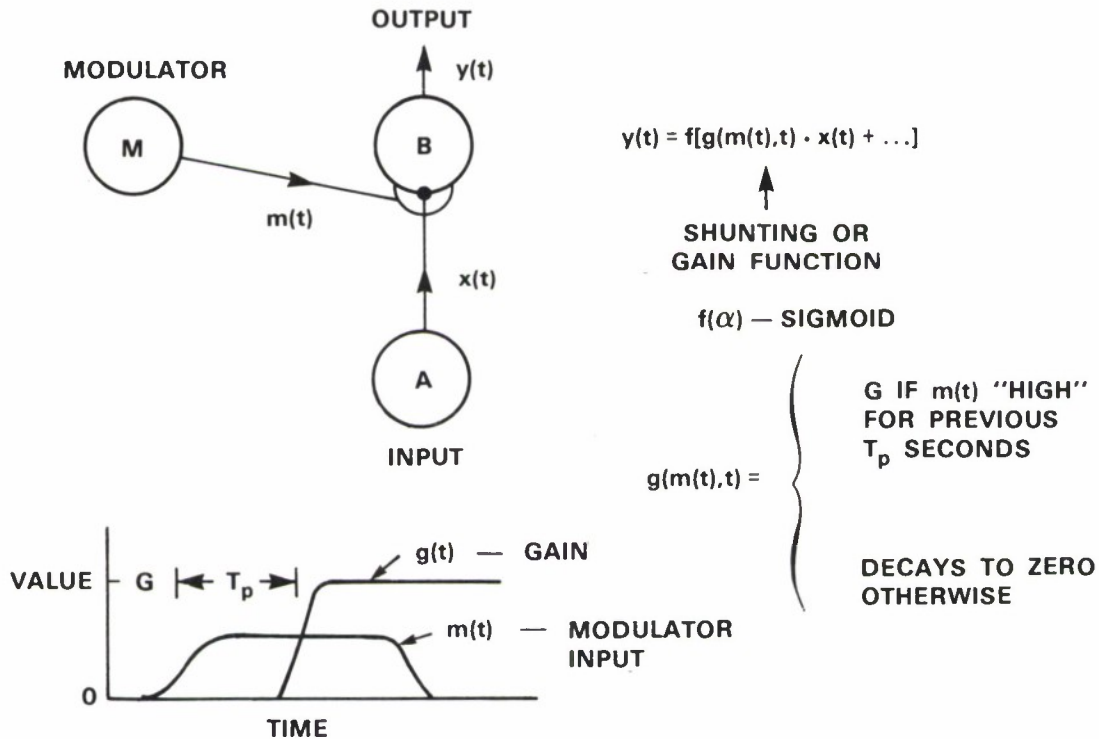 OUTPUT
y(t)
MODULATOR
M
B
m(t)
x(t)
A
INPUT
y(t) = f[g(m(t),t) · x(t) + ...]
SHUNTING OR
GAIN FUNCTION
f(α) — SIGMOID
G IF m(t) "HIGH"
FOR PREVIOUS
Tp SECONDS
g(m(t),t) =
DECAYS TO ZERO
OTHERWISE
g(t) — GAIN
VALUE G Tp
m(t) — MODULATOR
INPUT
0
TIME